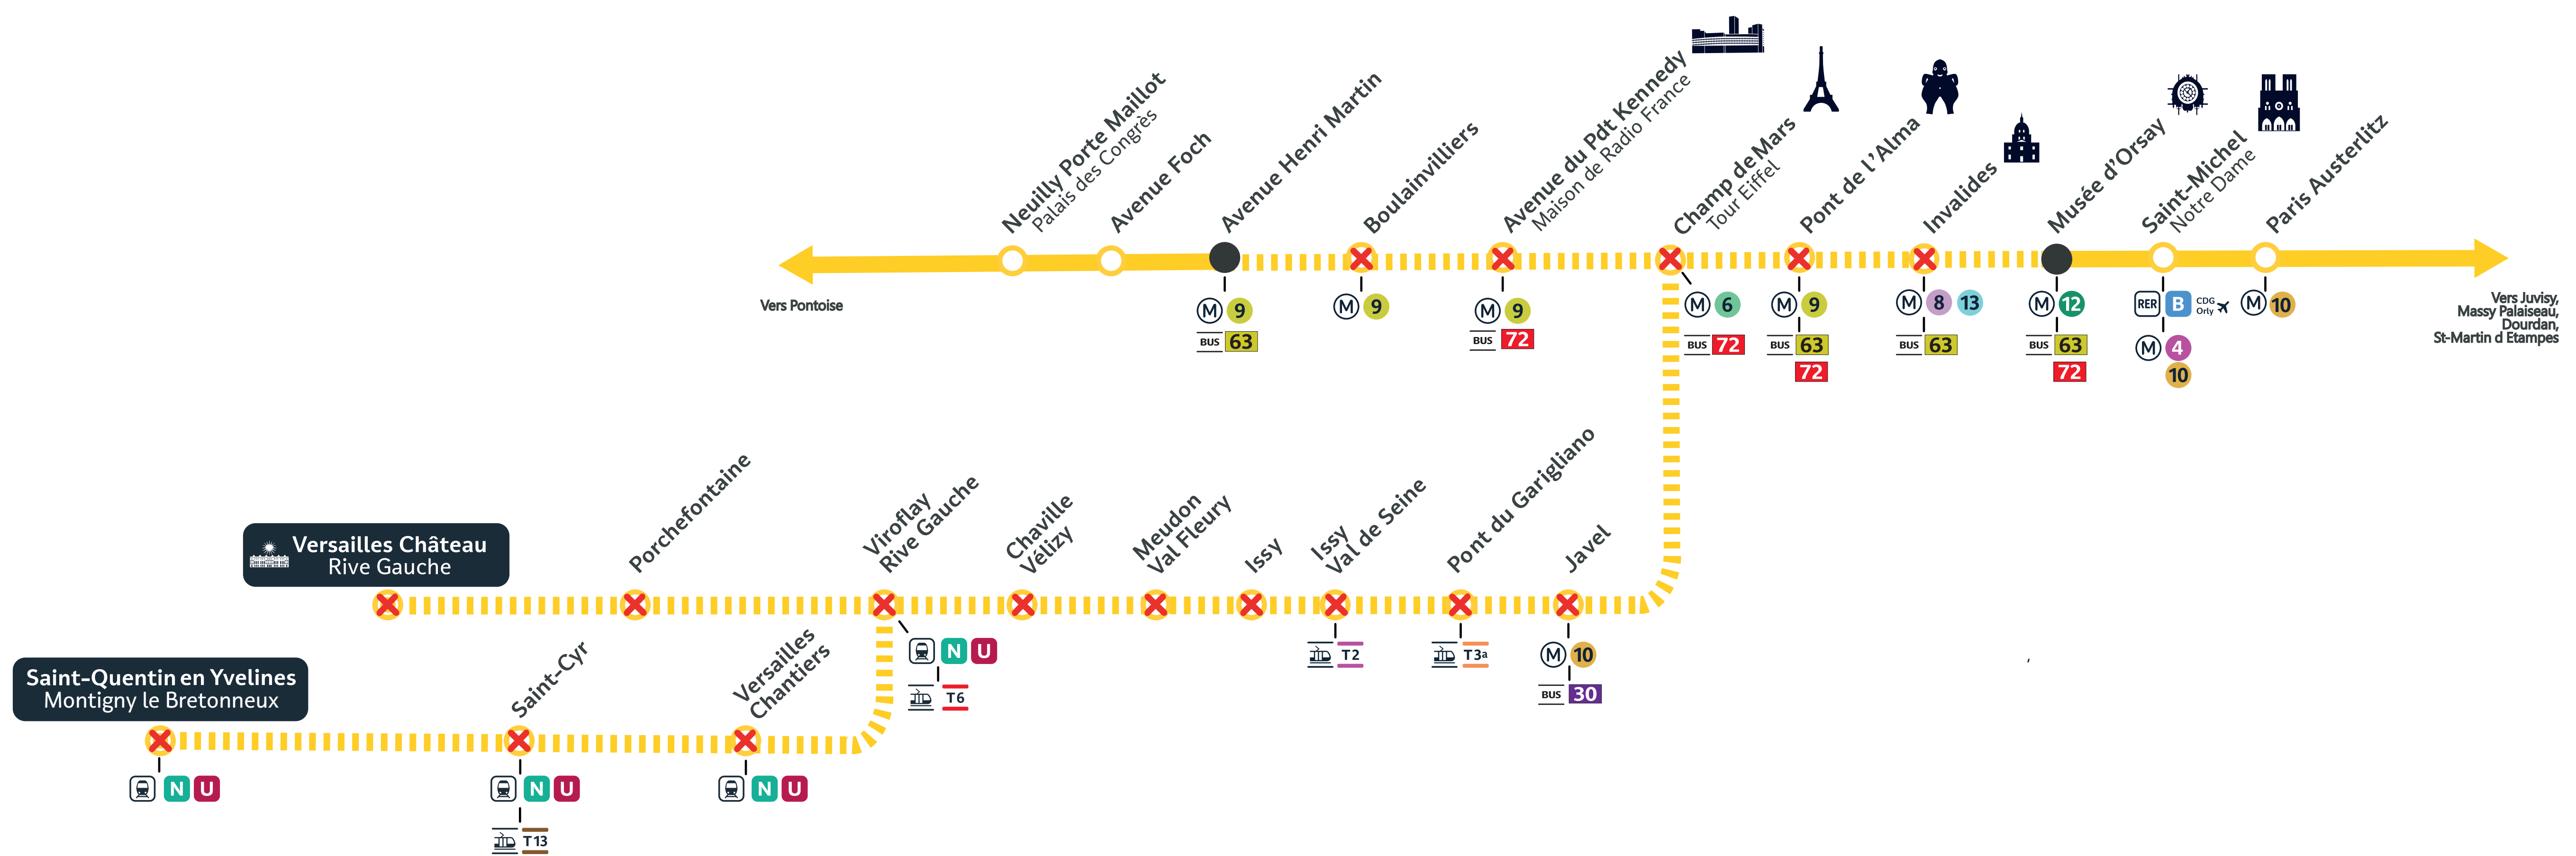 Neuilly Porte Maillot
Palais des Congrès
Avenue Foch
Avenue Henri Martin
Boulainvilliers
Avenue du Pdt Kennedy
Maison de Radio France
Champ de Mars
Tour Eiffel
Pont de l'Alma
Invalides
Musée d'Orsay
Saint-Michel
Notre Dame
Paris Austerlitz
Vers Pontoise
M 9
BUS 63
M 9
M 9
BUS 72
M 6
BUS 72
M 9
BUS 63
72
M 8 13
BUS 63
M 12
BUS 63
72
RER B CDG
Orly
M 4
10
M 10
Vers Juvisy,
Massy Palaiseau,
Dourdan,
St-Martin d Etampes
Versailles Château
Rive Gauche
Porchefontaine
Viroflay
Rive Gauche
Chaville
Vélizy
Meudon
Val Fleury
Issy
Issy
Val de Seine
Pont du Garigliano
Javel
N U
T6
T2
T3a
M 10
BUS 30
Saint-Quentin en Yvelines
Montigny le Bretonneux
Saint-Cyr
Versailles
Chantiers
N U
N U
T13
N U